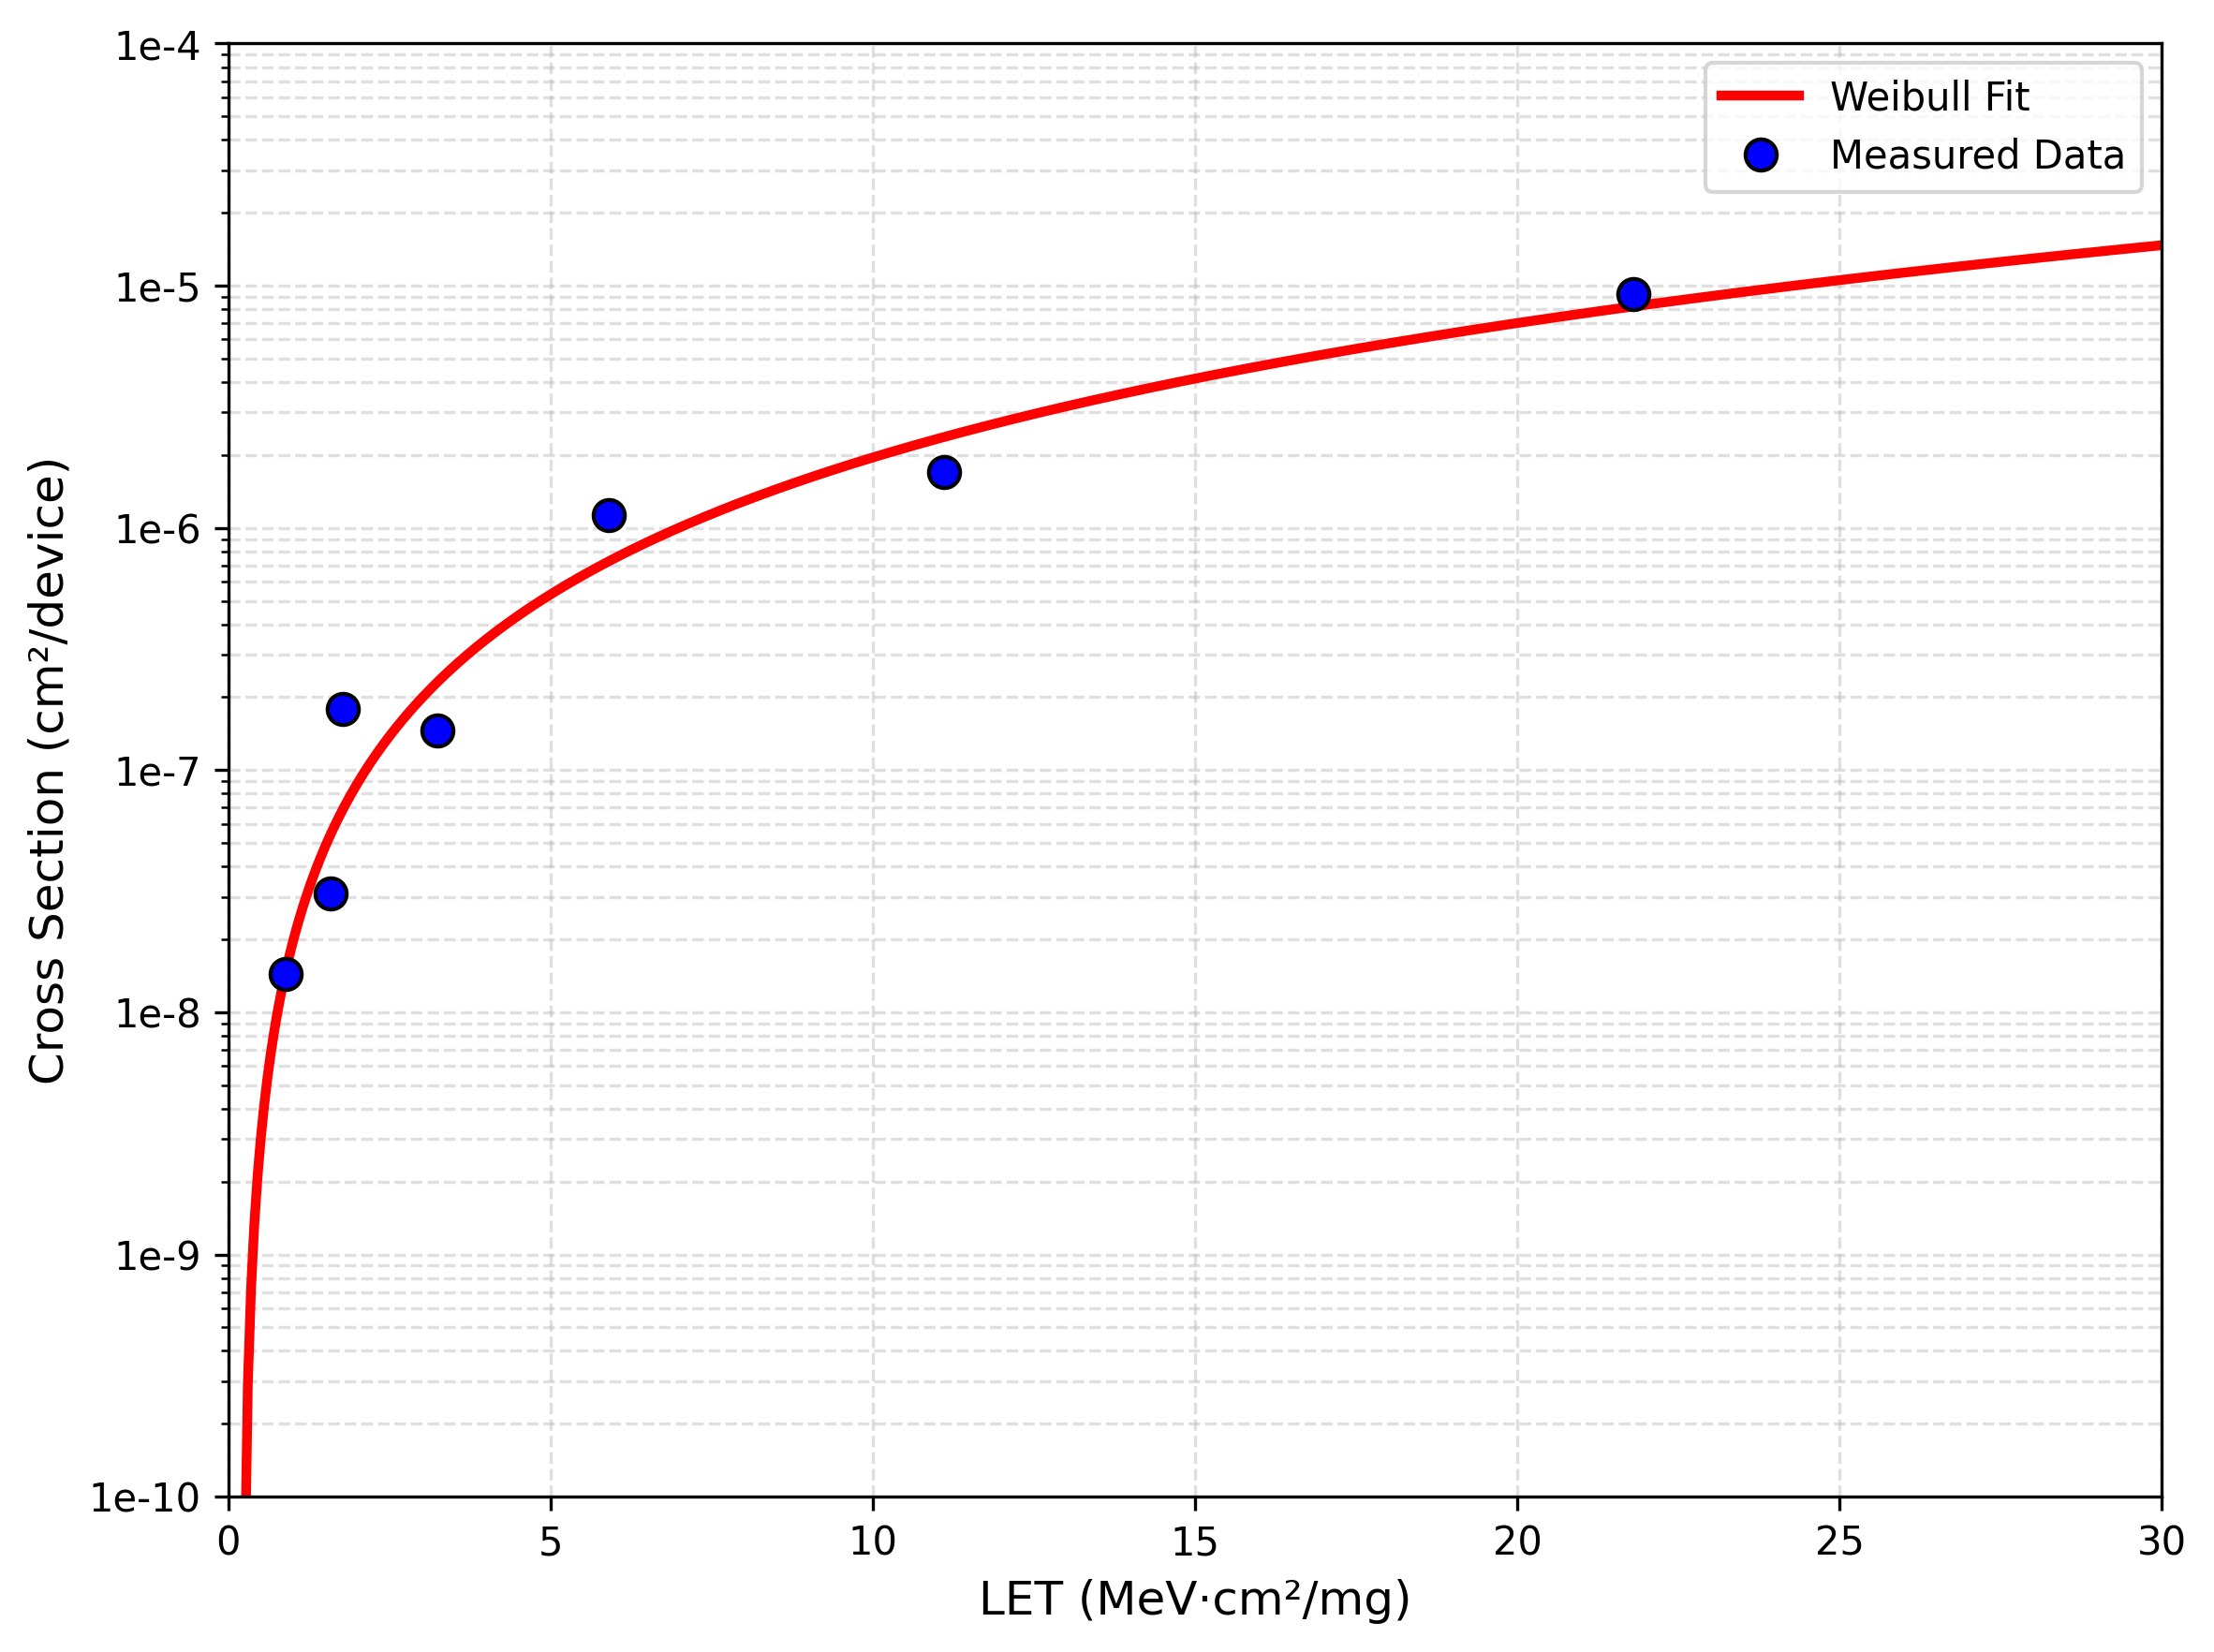 1e-4
1e-5
1e-6
1e-7
1e-8
1e-9
1e-10
Cross Section (cm²/device)
Weibull Fit
Measured Data
0 5 10 15 20 25 30
LET (MeV·cm²/mg)